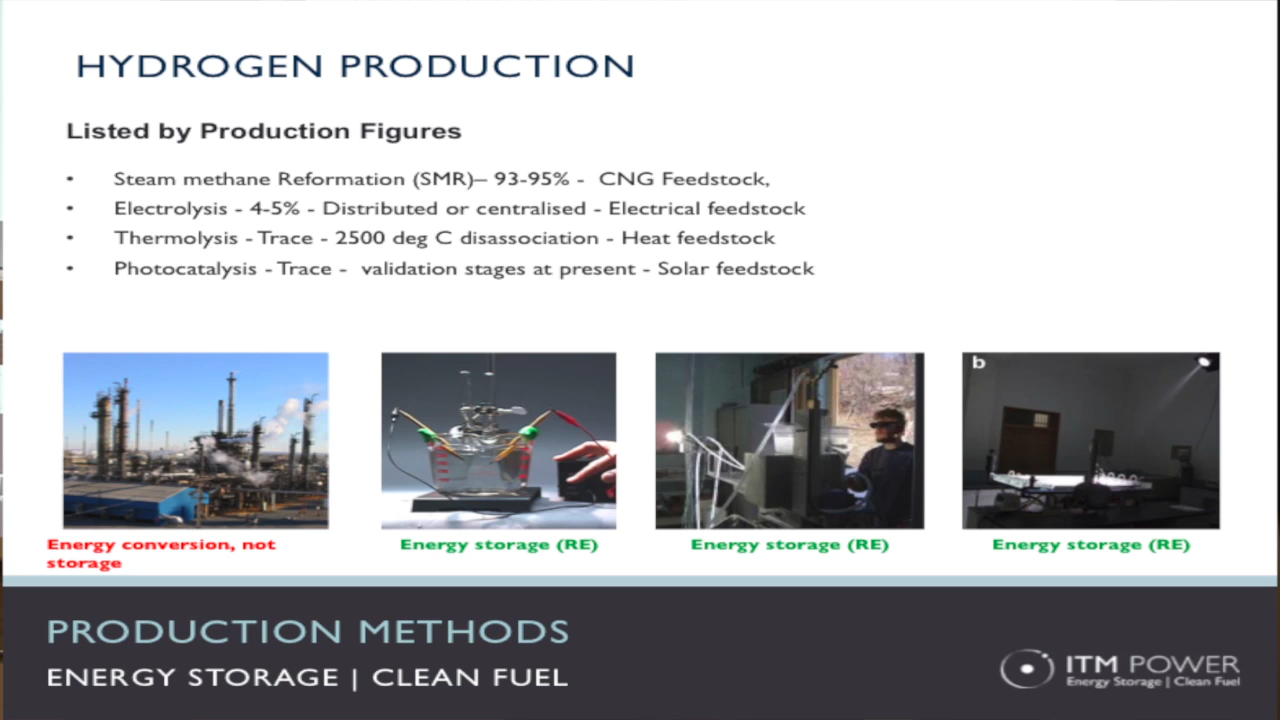 HYDROGEN PRODUCTION
Listed by Production Figures
• Steam methane Reformation (SMR)– 93-95% - CNG Feedstock,
• Electrolysis - 4-5% - Distributed or centralised - Electrical feedstock
• Thermolysis - Trace - 2500 deg C disassociation - Heat feedstock
• Photocatalysis - Trace - validation stages at present - Solar feedstock
b
Energy conversion, not
storage
Energy storage (RE)
Energy storage (RE)
Energy storage (RE)
PRODUCTION METHODS
ENERGY STORAGE | CLEAN FUEL
ITM POWER
Energy Storage | Clean Fuel